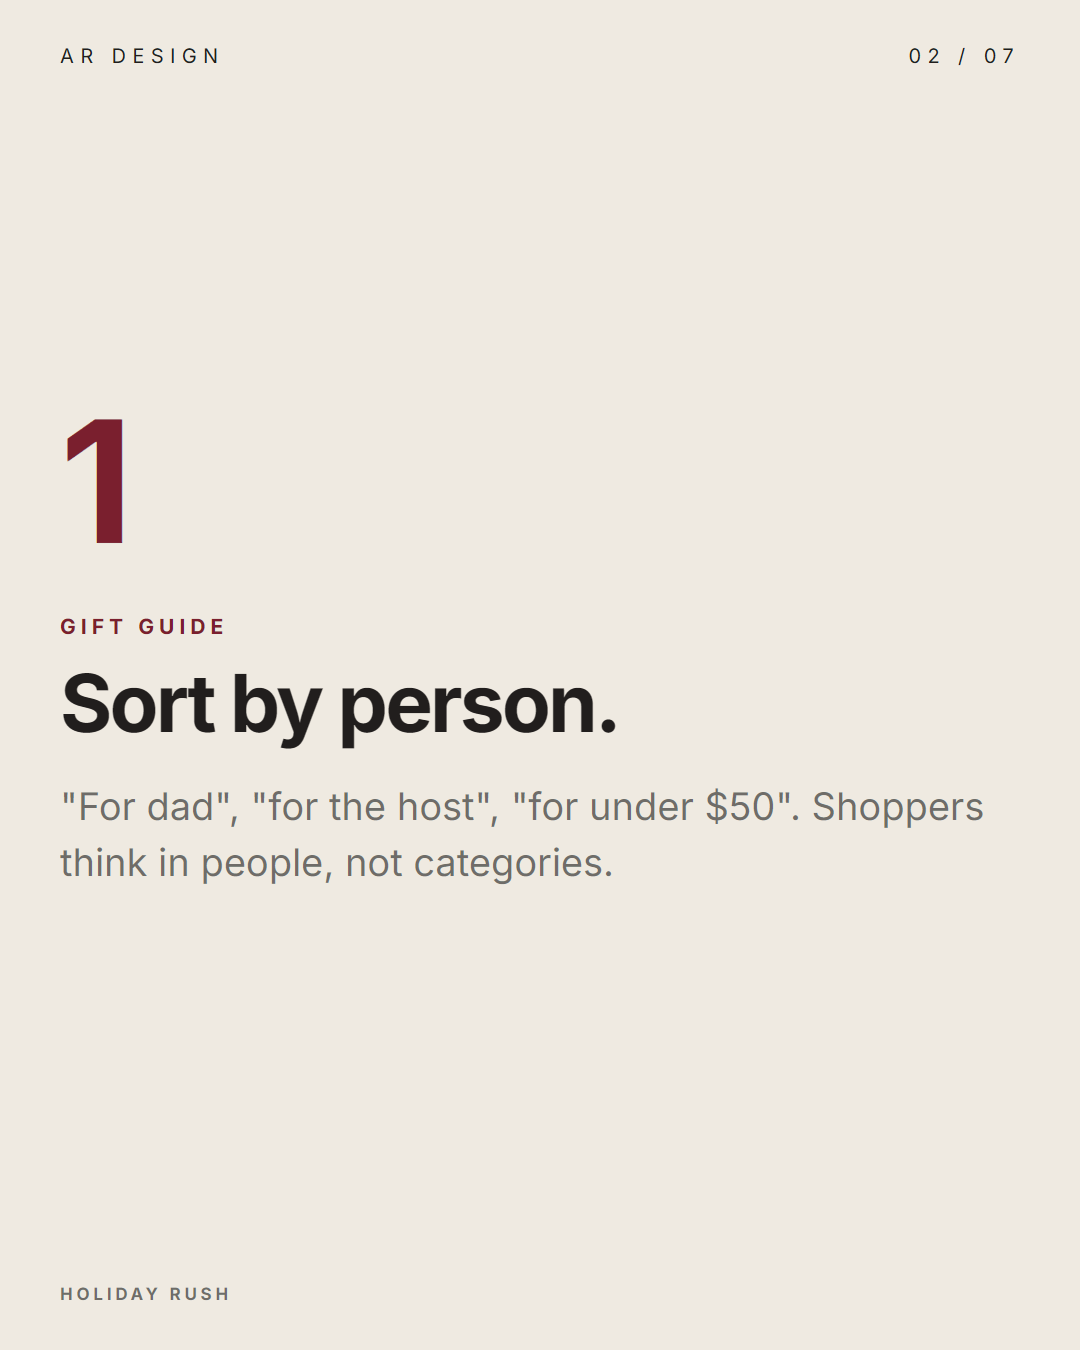 AR DESIGN
02 / 07
1
GIFT GUIDE
Sort by person.
"For dad", "for the host", "for under $50". Shoppers
think in people, not categories.
HOLIDAY RUSH